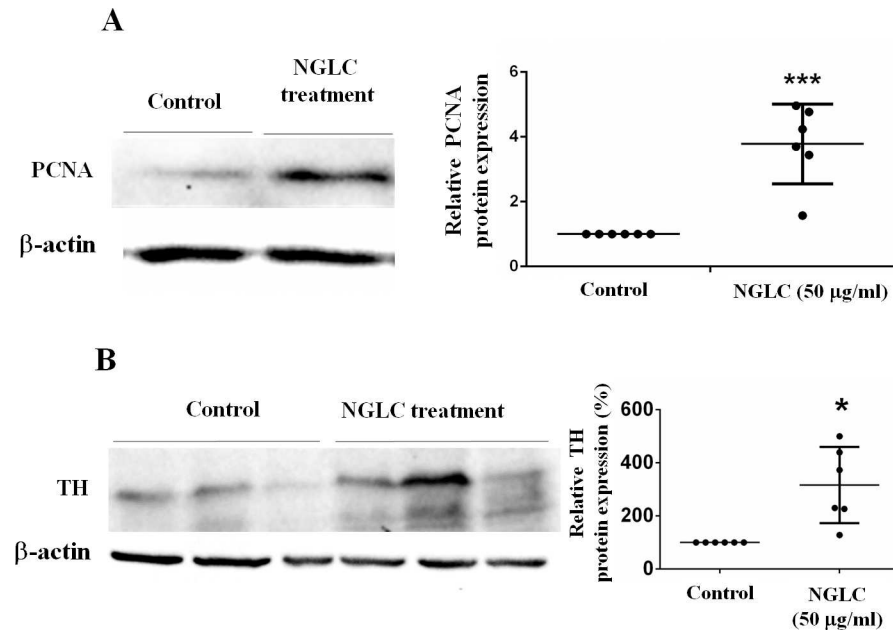 A
Control
NGLC
treatment
PCNA
β-actin
Relative PCNA
protein expression
6
4
2
0
***
Control
NGLC (50 μg/ml)
B
Control
NGLC treatment
TH
β-actin
Relative TH
protein expression (%)
600
400
200
0
*
Control
NGLC
(50 μg/ml)